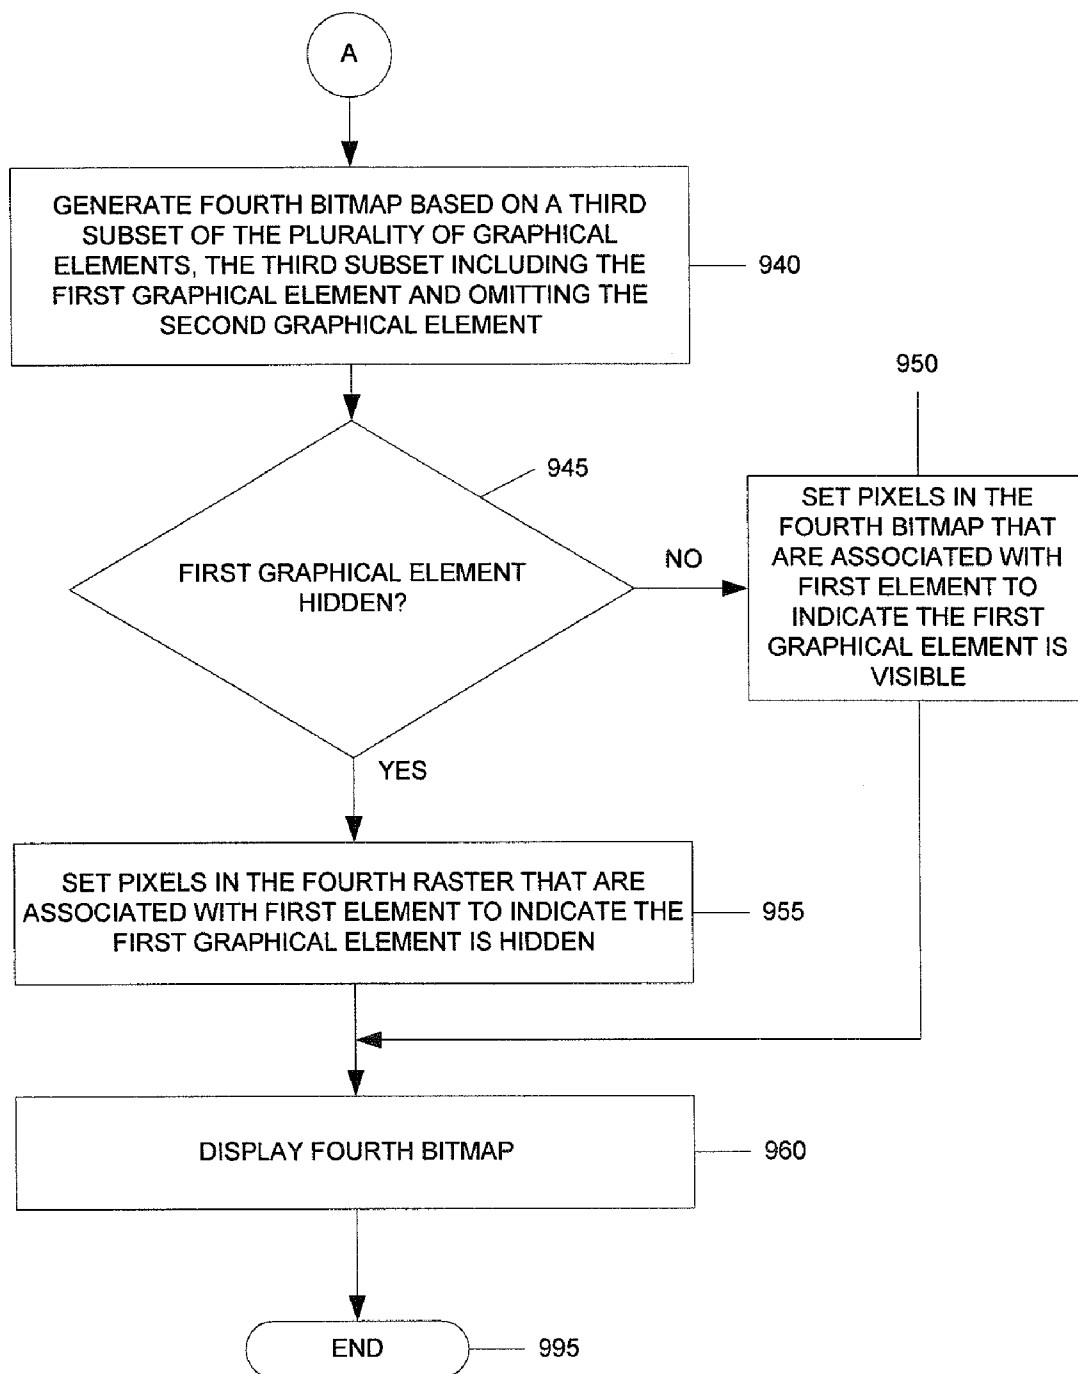 A
GENERATE FOURTH BITMAP BASED ON A THIRD
SUBSET OF THE PLURALITY OF GRAPHICAL
ELEMENTS, THE THIRD SUBSET INCLUDING THE
FIRST GRAPHICAL ELEMENT AND OMITTING THE
SECOND GRAPHICAL ELEMENT
940
945
FIRST GRAPHICAL ELEMENT
HIDDEN?
NO
950
SET PIXELS IN THE
FOURTH BITMAP THAT
ARE ASSOCIATED WITH
FIRST ELEMENT TO
INDICATE THE FIRST
GRAPHICAL ELEMENT IS
VISIBLE
YES
SET PIXELS IN THE FOURTH RASTER THAT ARE
ASSOCIATED WITH FIRST ELEMENT TO INDICATE THE
FIRST GRAPHICAL ELEMENT IS HIDDEN
955
DISPLAY FOURTH BITMAP
960
END
995